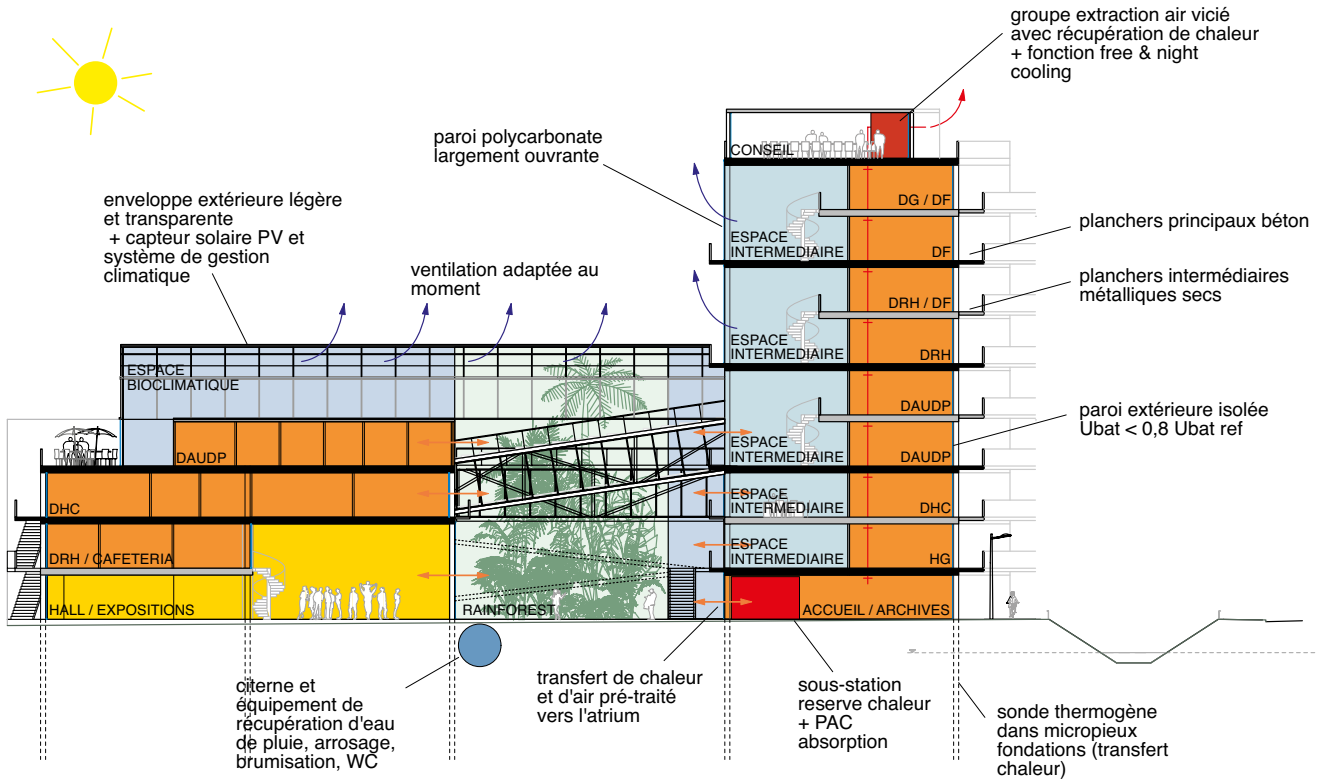 groupe extraction air vicié
avec récupération de chaleur
+ fonction free & night
cooling
paroi polycarbonate
largement ouvrante
CONSEIL
enveloppe extérieure légère
et transparente
+ capteur solaire PV et
système de gestion
climatique
ventilation adaptée au
moment
DG / DF
ESPACE
INTERMEDIAIRE
DF
planchers principaux béton
planchers intermédiaires
métalliques secs
DRH / DF
ESPACE
INTERMEDIAIRE
DRH
ESPACE
BIOCLIMATIQUE
DAUDP
ESPACE
INTERMEDIAIRE
DAUDP
paroi extérieure isolée
Ubat < 0,8 Ubat ref
DAUDP
DHC
ESPACE
INTERMEDIAIRE
DHC
DRH / CAFETERIA
ESPACE
INTERMEDIAIRE
HG
HALL / EXPOSITIONS
RAINFOREST
ACCUEIL / ARCHIVES
citerne et
équipement de
récupération d'eau
de pluie, arrosage,
brumisation, WC
transfert de chaleur
et d'air pré-traité
vers l'atrium
sous-station
reserve chaleur
+ PAC
absorption
sonde thermogène
dans micropieux
fondations (transfert
chaleur)